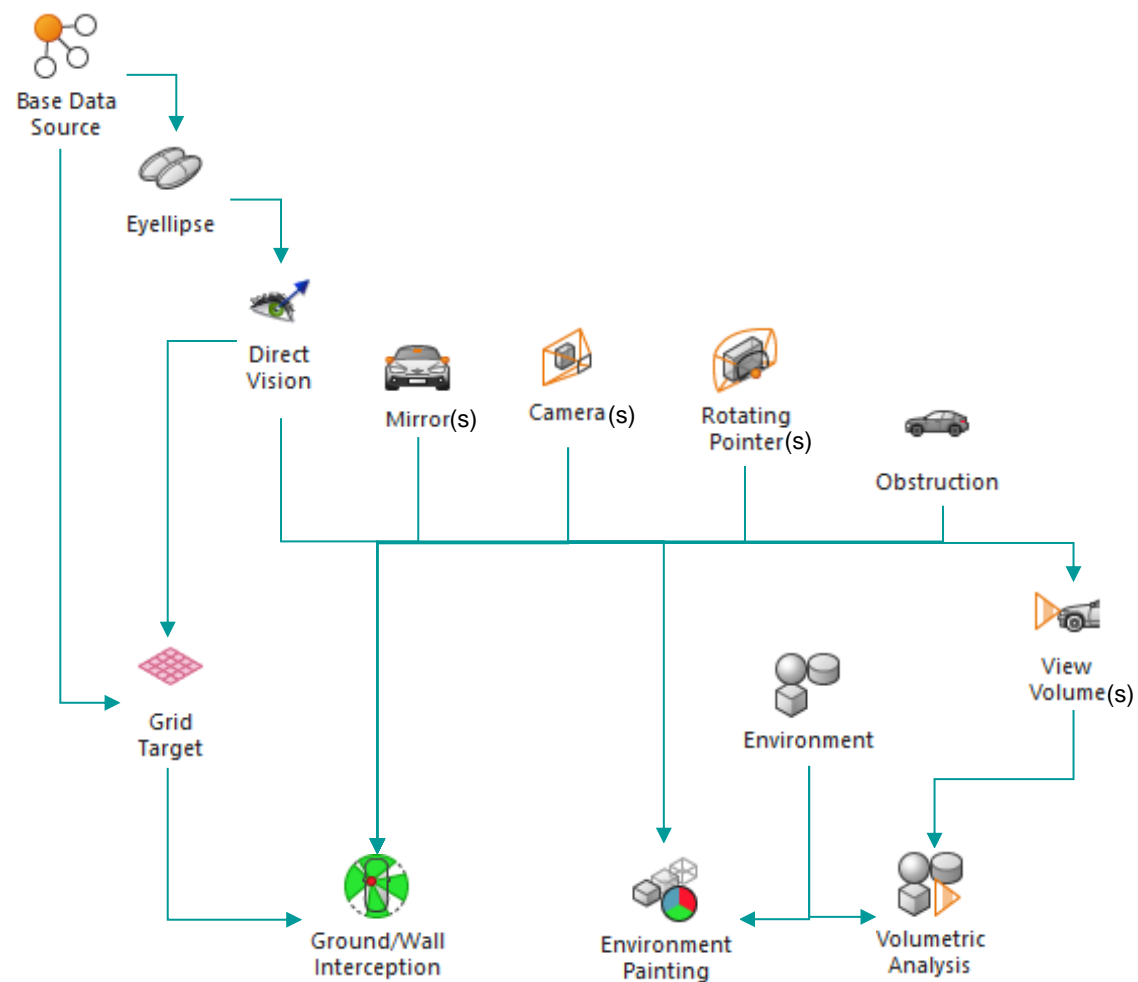 Base Data
Source
Eyellipse
Direct
Vision
Mirror(s)
Camera(s)
Rotating
Pointer(s)
Obstruction
View
Volume(s)
Grid
Target
Environment
Ground/Wall
Interception
Environment
Painting
Volumetric
Analysis